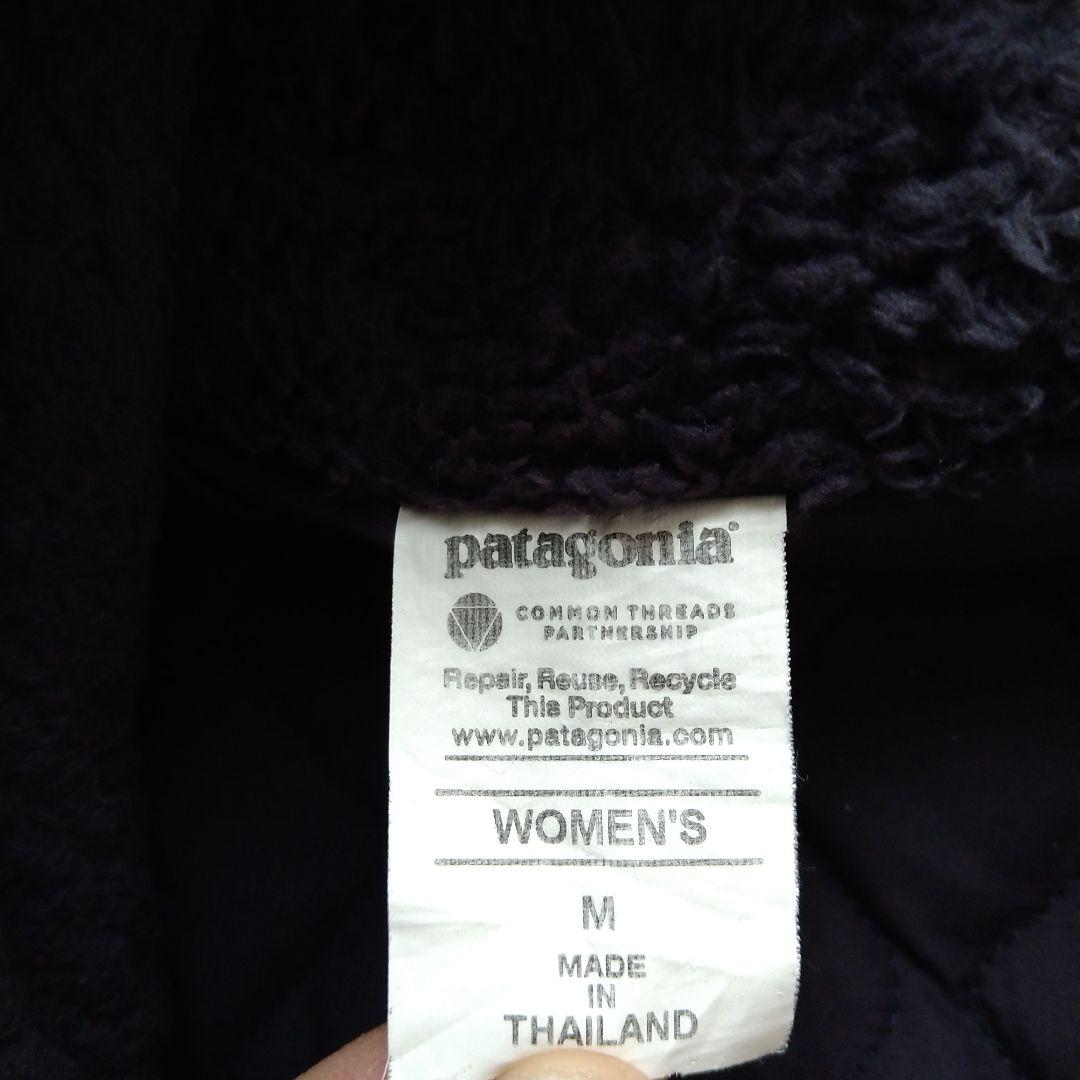 patagonia®
COMMON THREADS
PARTNERSHIP
Repair, Reuse, Recycle
This Product
www.patagonia.com
WOMEN'S
M
MADE
IN
THAILAND